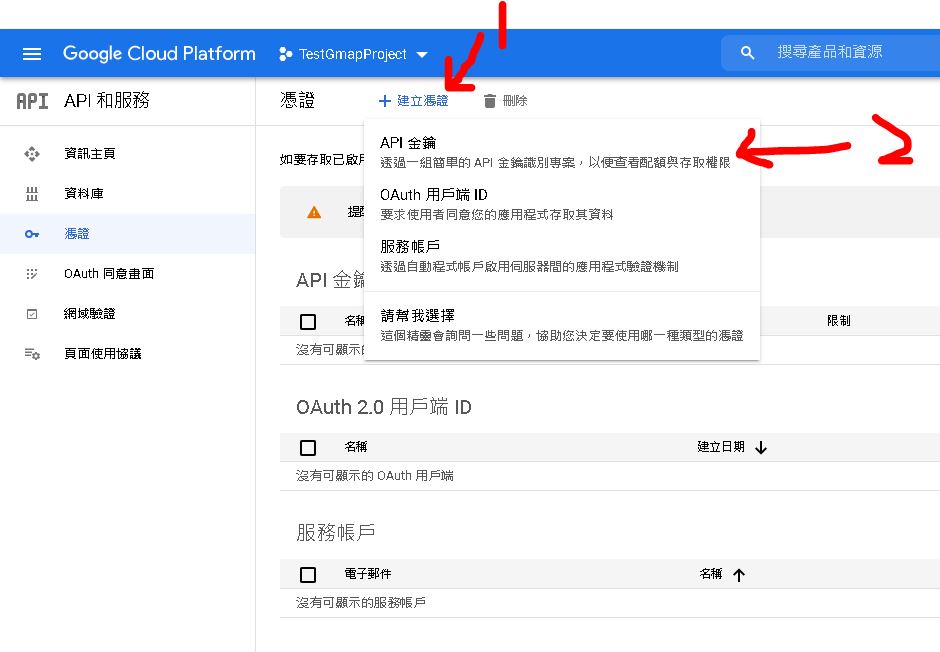 1
Google Cloud Platform
TestGmapProject
搜尋產品和資源
API API 和服務
憑證
建立憑證
刪除
資訊主頁
資料庫
憑證
OAuth 同意畫面
網域驗證
頁面使用協議
API 金鑰
透過一組簡單的 API 金鑰識別專案，以便查看配額與存取權限
2
OAuth 用戶端 ID
要求使用者同意您的應用程式存取其資料
服務帳戶
透過自動程式帳戶啟用伺服器間的應用程式驗證機制
請幫我選擇
這個精靈會詢問一些問題，協助您決定要使用哪一種類型的憑證
如要存取已啟用
提醒
API 金鑰
名稱
限制
沒有可顯示的
OAuth 2.0 用戶端 ID
名稱
建立日期
沒有可顯示的 OAuth 用戶端
服務帳戶
電子郵件
名稱
沒有可顯示的服務帳戶